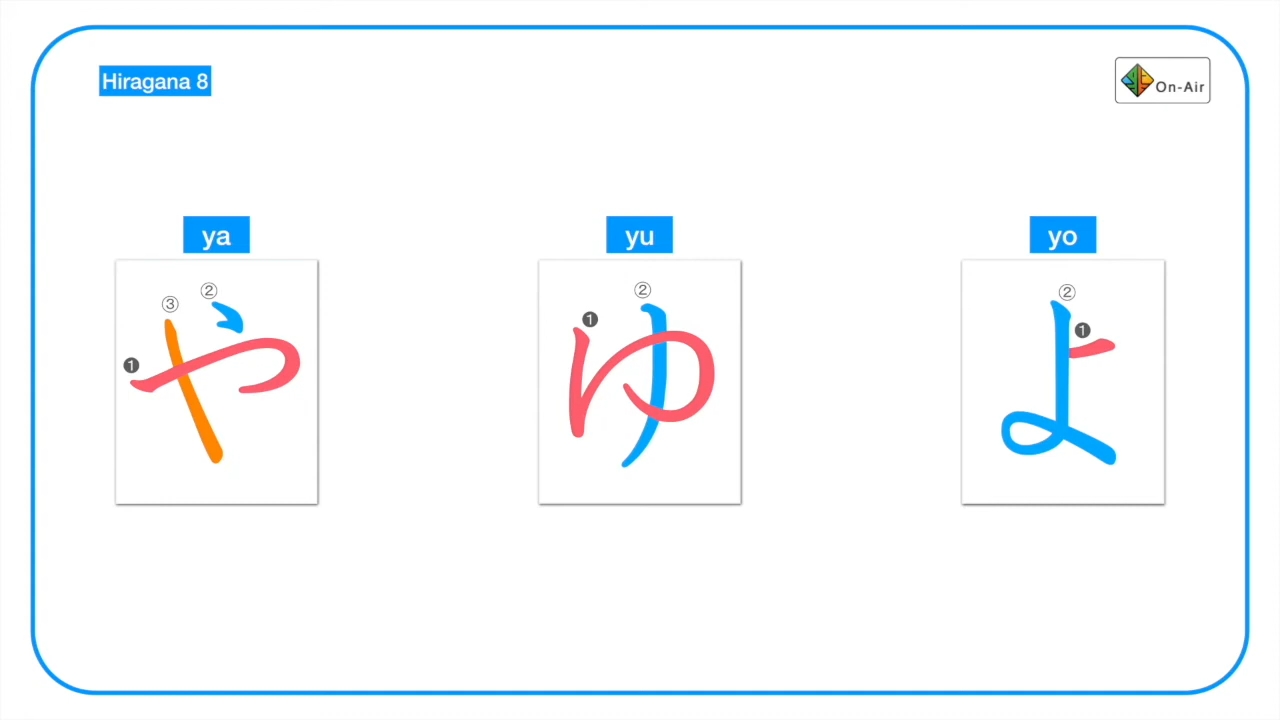 Hiragana 8
On-Air
ya
yu
yo
③ ②
❶
や
❶ ②
ゆ
②
❶
よ